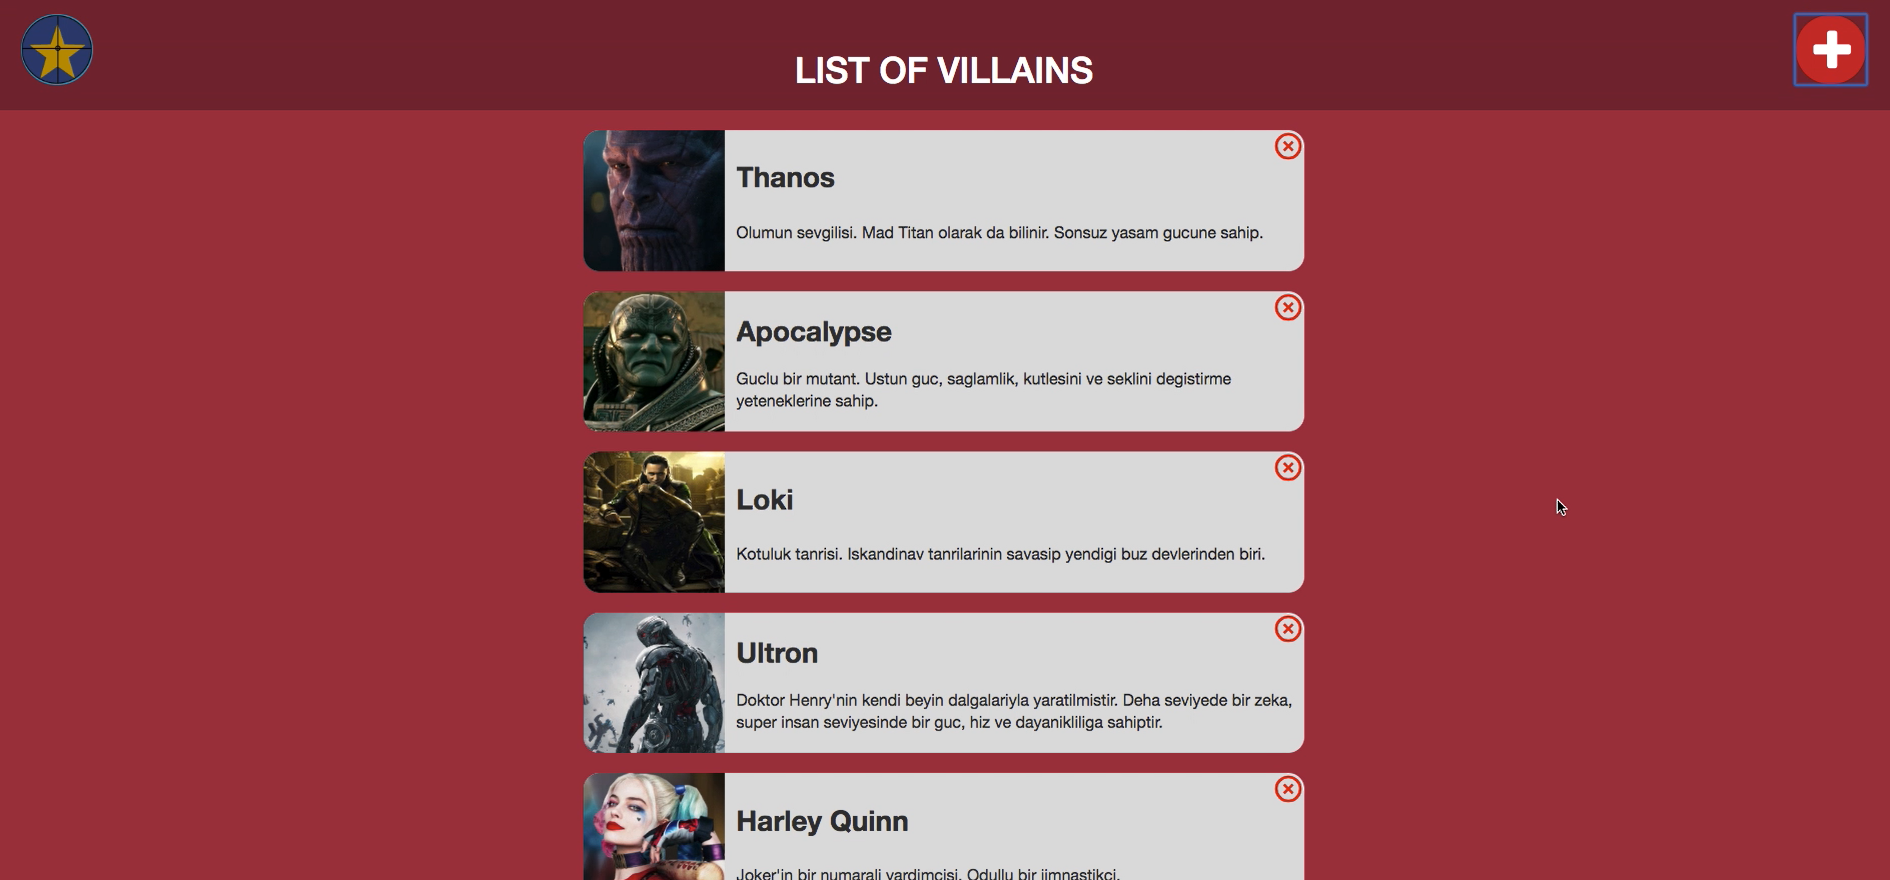 LIST OF VILLAINS
Thanos
Olumun sevgilisi. Mad Titan olarak da bilinir. Sonsuz yasam gucune sahip.
Apocalypse
Guclu bir mutant. Ustun guc, saglamlik, kutlesini ve seklini degistirme
yeteneklerine sahip.
Loki
Kotuluk tanrisi. Iskandinav tanrilarinin savasip yendigi buz devlerinden biri.
Ultron
Doktor Henry'nin kendi beyin dalgalariyla yaratilmistir. Deha seviyede bir zeka,
super insan seviyesinde bir guc, hiz ve dayanikliliga sahiptir.
Harley Quinn
Joker'in bir numarali yardimcisi. Odullu bir jimnastikci.